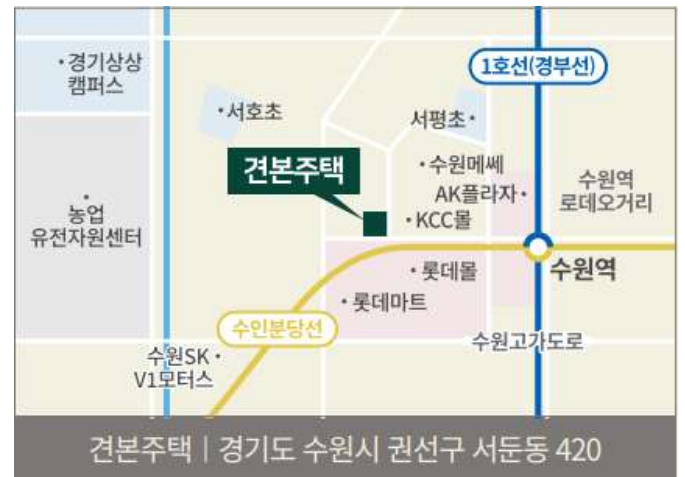 1호선(경부선)
·경기상상
캠퍼스
·서호초
서평초·
견본주택
·수원메쎄
AK플라자·
·KCC몰
수원역
로데오거리
·
농업
유전자원센터
·롯데몰
수원역
·롯데마트
수인분당선
수원고가도로
수원SK·
V1모터스
견본주택 | 경기도 수원시 권선구 서둔동 420